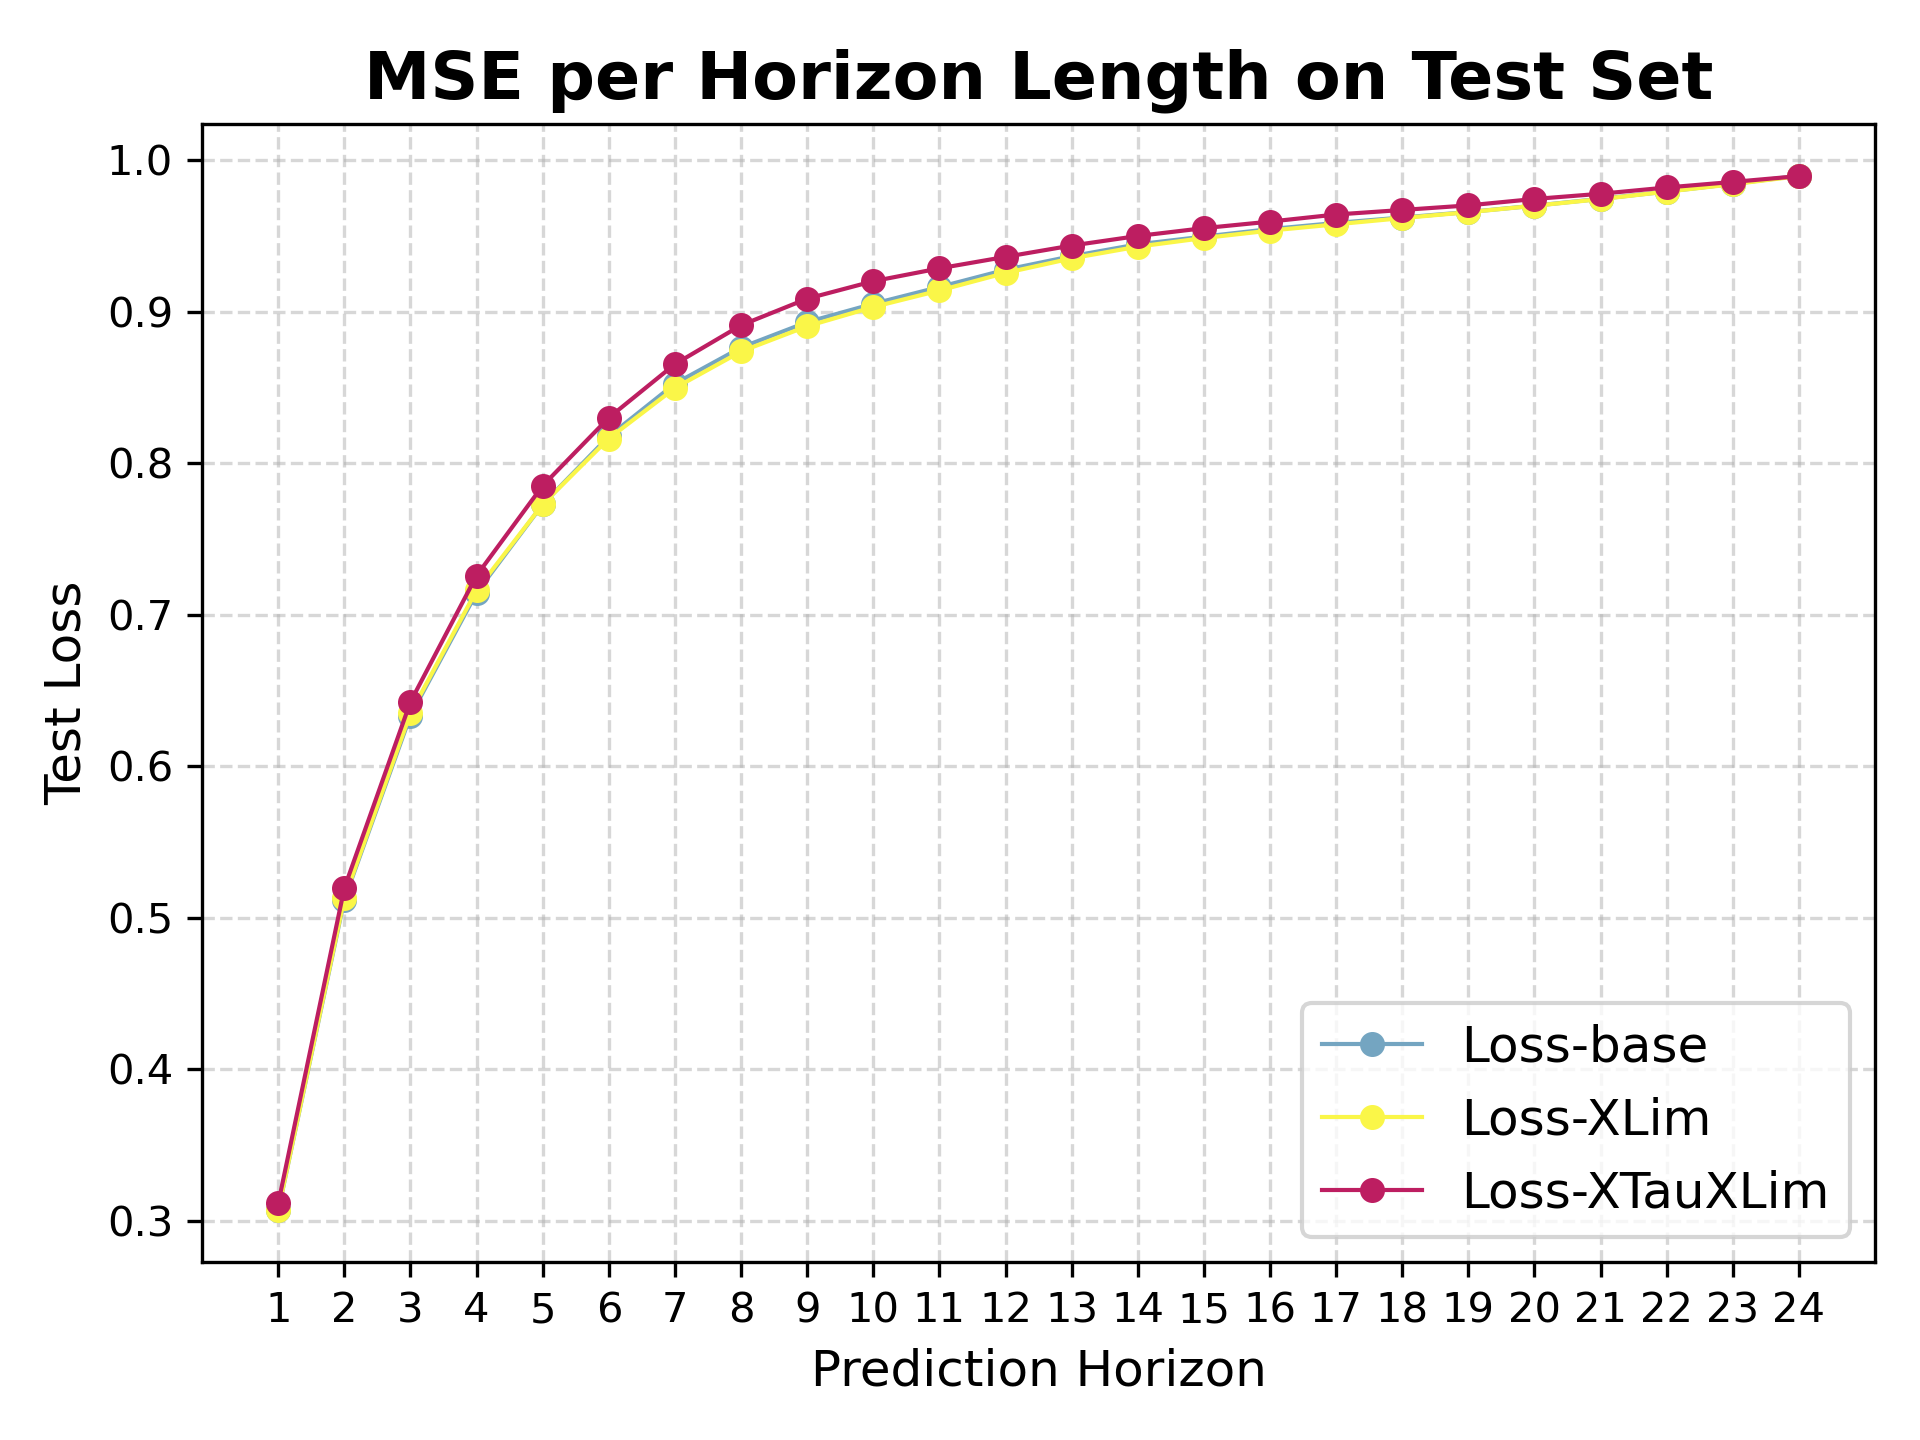 MSE per Horizon Length on Test Set
1.0
0.9
0.8
0.7
0.6
0.5
0.4
0.3
Test Loss
Loss-base
Loss-XLim
Loss-XTauXLim
1 2 3 4 5 6 7 8 9 10 11 12 13 14 15 16 17 18 19 20 21 22 23 24
Prediction Horizon